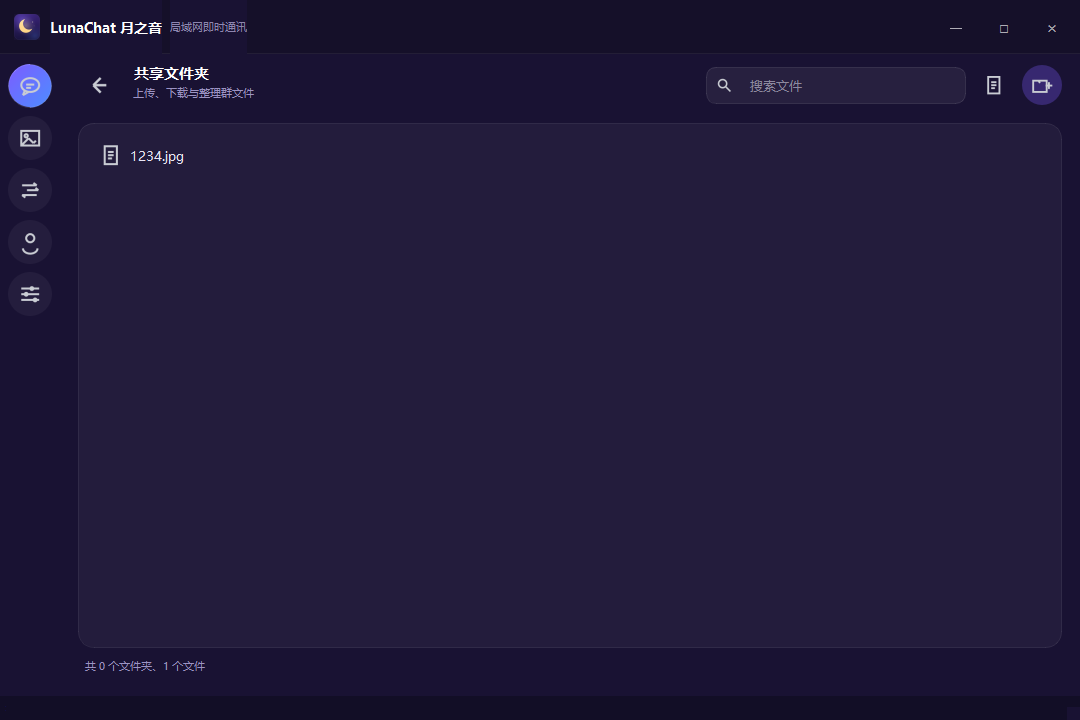 LunaChat 月之音 局域网即时通讯
共享文件夹
上传、下载与整理群文件
搜索文件
1234.jpg
共 0 个文件夹、1 个文件